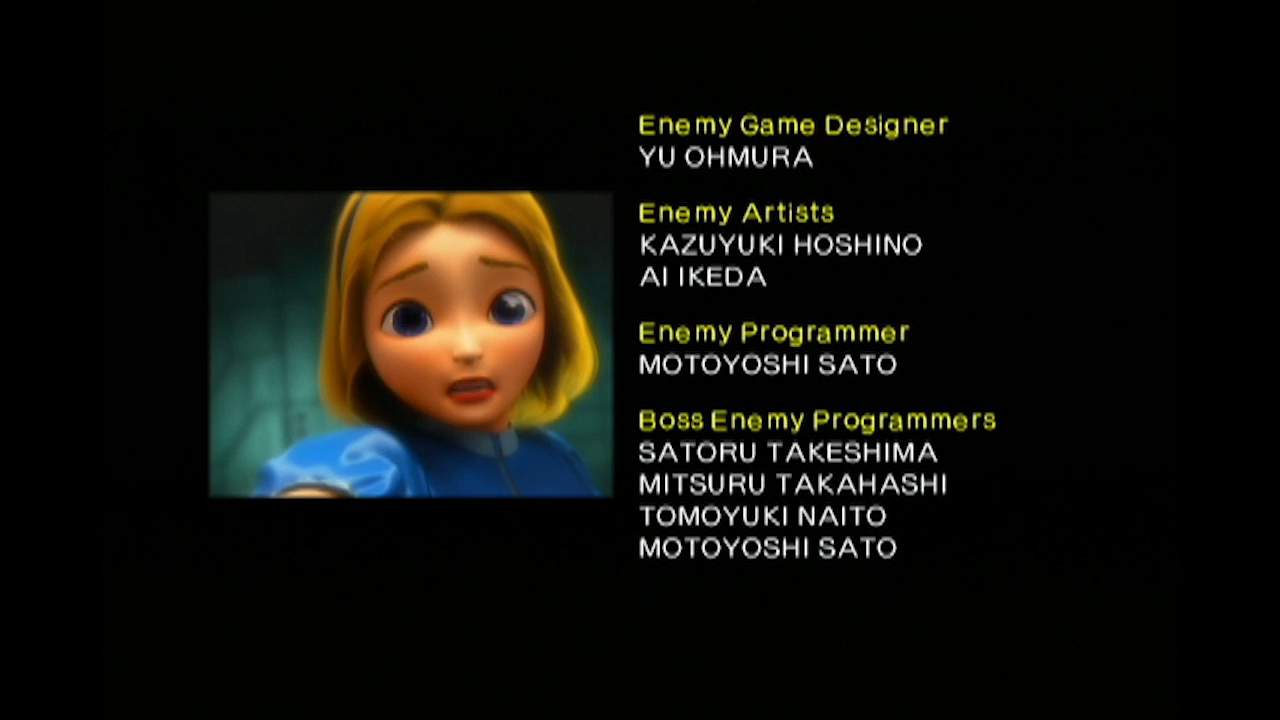 Enemy Game Designer
YU OHMURA
Enemy Artists
KAZUYUKI HOSHINO
AI IKEDA
Enemy Programmer
MOTOYOSHI SATO
Boss Enemy Programmers
SATORU TAKESHIMA
MITSURU TAKAHASHI
TOMOYUKI NAITO
MOTOYOSHI SATO